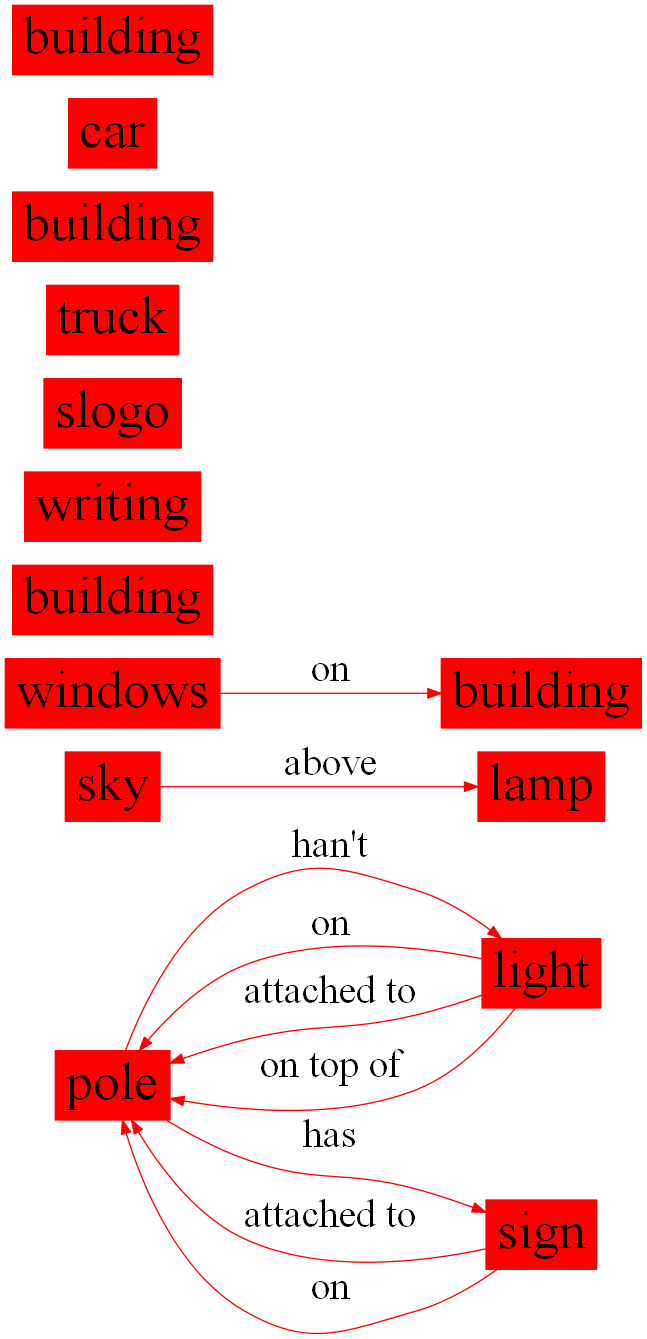 building
car
building
truck
slogo
writing
building
windows on building
sky above lamp
han't
on
light
attached to
on top of
pole
has
attached to
sign
on